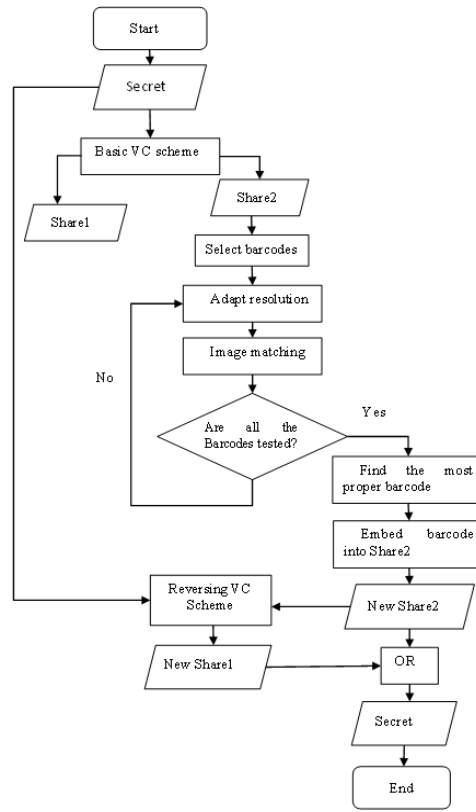 Start
Secret
Basic VC scheme
Share1
Share2
Select barcodes
Adapt resolution
Image matching
No
Yes
Are all the
Barcodes tested?
Find the most
proper barcode
Embed barcode
into Share2
Reversing VC
Scheme
New Share2
New Share1
OR
Secret
End